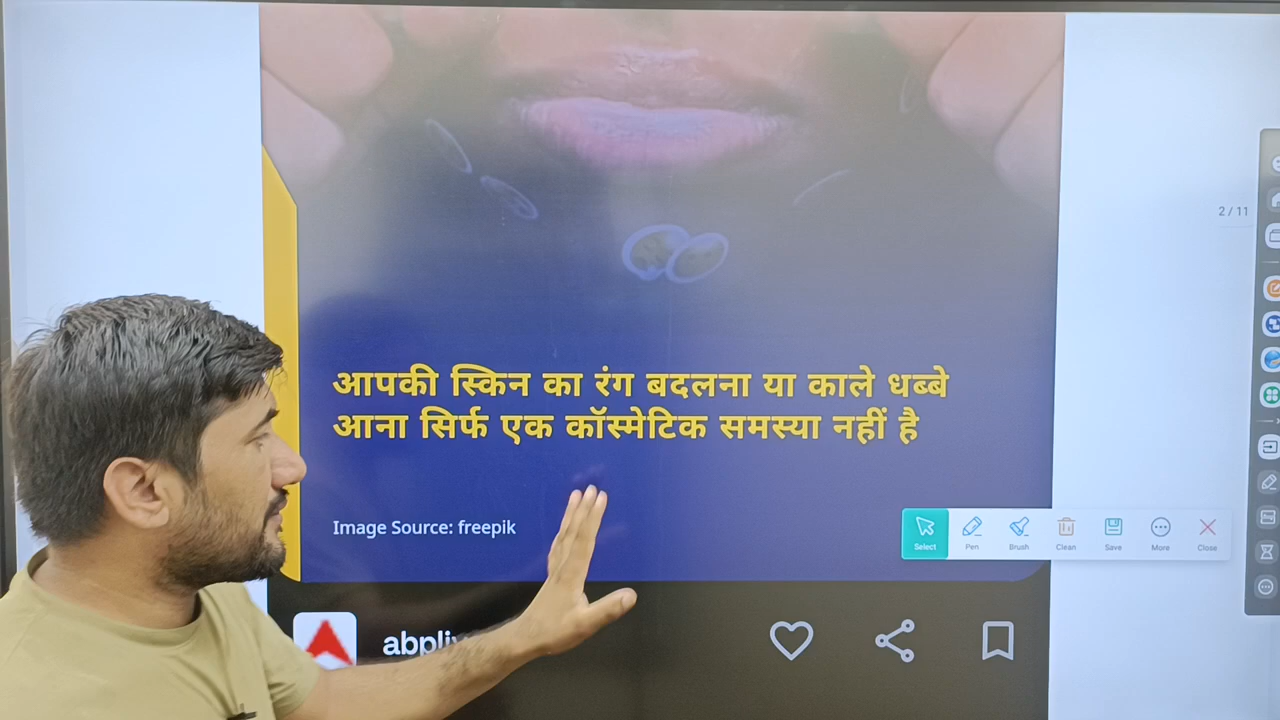 2 / 11
आपकी स्किन का रंग बदलना या काले धब्बे
आना सिर्फ एक कॉस्मेटिक समस्या नहीं है
Image Source: freepik
Select Pen Brush Clean Save More Close